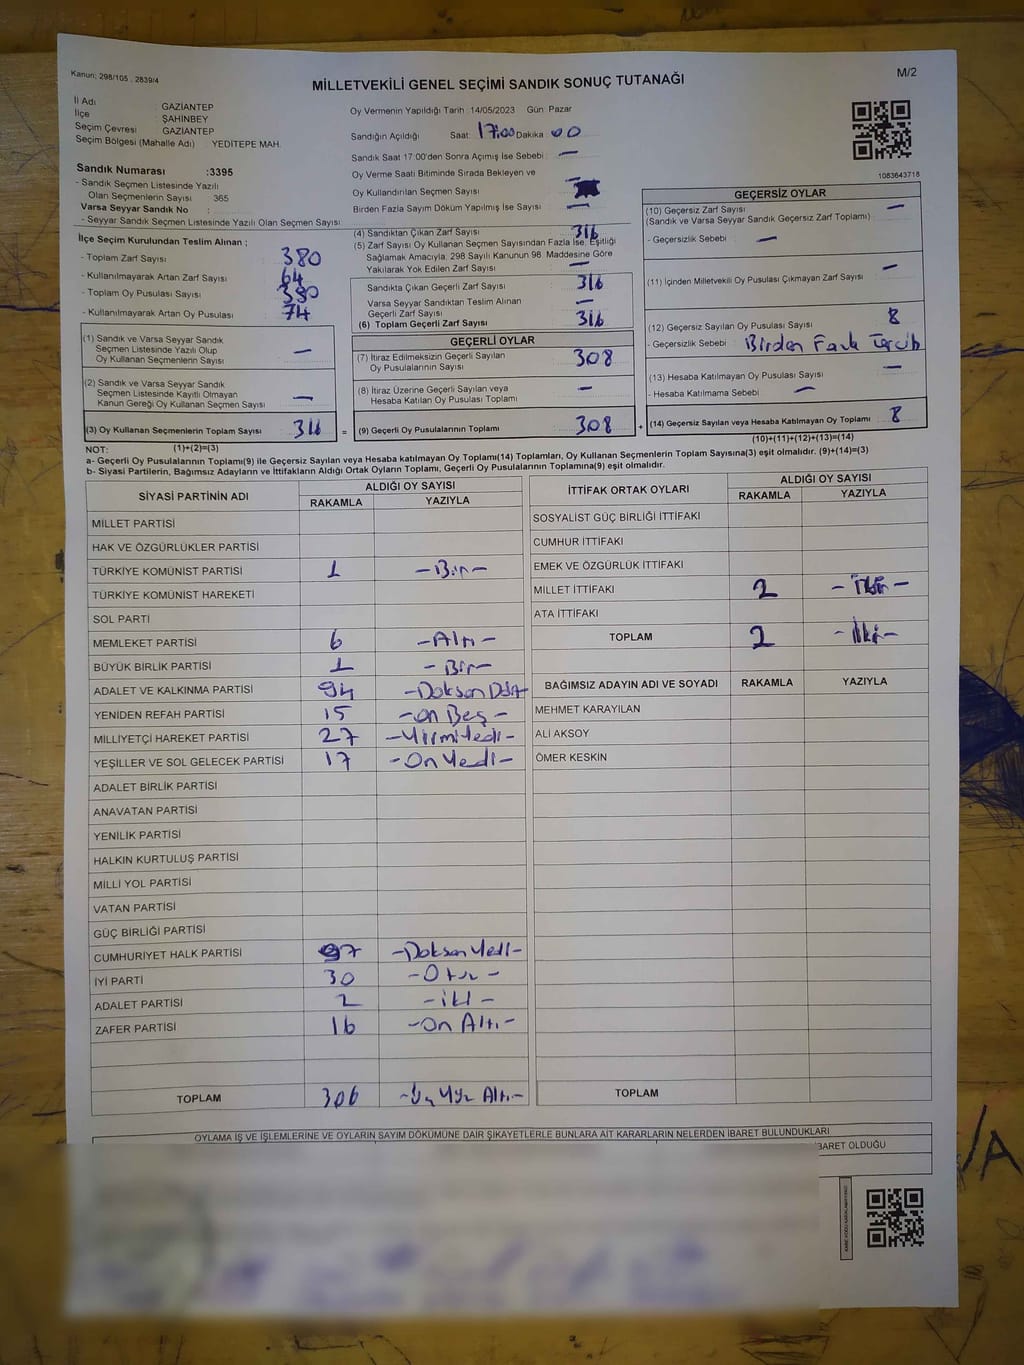 Kanun: 298/105 , 2839/4
MİLLETVEKİLİ GENEL SEÇİMİ SANDIK SONUÇ TUTANAĞI
M/2
İl Adı : GAZİANTEP
İlçe : ŞAHİNBEY
Seçim Çevresi : GAZİANTEP
Seçim Bölgesi (Mahalle Adı) YEDİTEPE MAH.
Sandık Numarası :3395
- Sandık Seçmen Listesinde Yazılı
Olan Seçmenlerin Sayısı : 365
Varsa Seyyar Sandık No :
- Seyyar Sandık Seçmen Listesinde Yazılı Olan Seçmen Sayısı:
Oy Vermenin Yapıldığı Tarih :14/05/2023 Gün: Pazar
Sandığın Açıldığı Saat: 17:00 Dakika 00
Sandık Saat 17:00'den Sonra Açımış İse Sebebi : —
Oy Verme Saati Bitiminde Sırada Bekleyen ve —
Oy Kullandırılan Seçmen Sayısı
Birden Fazla Sayım Döküm Yapılmış İse Sayısı : —
1083643718
İlçe Seçim Kurulundan Teslim Alınan ;
- Toplam Zarf Sayısı : 380
- Kullanılmayarak Artan Zarf Sayısı : 64
- Toplam Oy Pusulası Sayısı : 390
- Kullanılmayarak Artan Oy Pusulası : 74
(1) Sandık ve Varsa Seyyar Sandık
Seçmen Listesinde Yazılı Olup
Oy Kullanan Seçmenlerin Sayısı : —
(2) Sandık ve Varsa Seyyar Sandık
Seçmen Listesinde Kayıtlı Olmayan
Kanun Gereği Oy Kullanan Seçmen Sayısı : —
(3) Oy Kullanan Seçmenlerin Toplam Sayısı : 316 =
(4) Sandıktan Çıkan Zarf Sayısı : 316
(5) Zarf Sayısı Oy Kullanan Seçmen Sayısından Fazla İse, Eşitliği
Sağlamak Amacıyla, 298 Sayılı Kanunun 98. Maddesine Göre
Yakılarak Yok Edilen Zarf Sayısı : —
Sandıkta Çıkan Geçerli Zarf Sayısı : 316
Varsa Seyyar Sandıktan Teslim Alınan
Geçerli Zarf Sayısı : —
(6) Toplam Geçerli Zarf Sayısı : 316
GEÇERLİ OYLAR
(7) İtiraz Edilmeksizin Geçerli Sayılan
Oy Pusulalarının Sayısı : 308
(8) İtiraz Üzerine Geçerli Sayılan veya
Hesaba Katılan Oy Pusulası Toplamı : —
(9) Geçerli Oy Pusulalarının Toplamı : 308 +
GEÇERSİZ OYLAR
(10) Geçersiz Zarf Sayısı : —
(Sandık ve Varsa Seyyar Sandık Geçersiz Zarf Toplamı)
- Geçersizlik Sebebi : —
(11) İçinden Milletvekili Oy Pusulası Çıkmayan Zarf Sayısı : —
(12) Geçersiz Sayılan Oy Pusulası Sayısı : 8
- Geçersizlik Sebebi : Birden Fazla Tercih
(13) Hesaba Katılmayan Oy Pusulası Sayısı : —
- Hesaba Katılmama Sebebi : —
(14) Geçersiz Sayılan veya Hesaba Katılmayan Oy Toplamı : 8
(10)+(11)+(12)+(13)=(14)
NOT: (1)+(2)=(3)
a- Geçerli Oy Pusulalarının Toplamı(9) ile Geçersiz Sayılan veya Hesaba katılmayan Oy Toplamı(14) Toplamları, Oy Kullanan Seçmenlerin Toplam Sayısına(3) eşit olmalıdır. (9)+(14)=(3)
b- Siyasi Partilerin, Bağımsız Adayların ve İttifakların Aldığı Ortak Oyların Toplamı, Geçerli Oy Pusulalarının Toplamına(9) eşit olmalıdır.
SİYASİ PARTİNİN ADI
ALDIĞI OY SAYISI
RAKAMLA YAZIYLA
MİLLET PARTİSİ
HAK VE ÖZGÜRLÜKLER PARTİSİ
TÜRKİYE KOMÜNİST PARTİSİ 1 -Bir-
TÜRKİYE KOMÜNİST HAREKETİ
SOL PARTİ
MEMLEKET PARTİSİ 6 -Altı-
BÜYÜK BİRLİK PARTİSİ 1 -Bir-
ADALET VE KALKINMA PARTİSİ 94 -Doksan Dört
YENİDEN REFAH PARTİSİ 15 -on Beş-
MİLLİYETÇİ HAREKET PARTİSİ 27 -Yirmi Yedi-
YEŞİLLER VE SOL GELECEK PARTİSİ 17 -On Yedi-
ADALET BİRLİK PARTİSİ
ANAVATAN PARTİSİ
YENİLİK PARTİSİ
HALKIN KURTULUŞ PARTİSİ
MİLLİ YOL PARTİSİ
VATAN PARTİSİ
GÜÇ BİRLİĞİ PARTİSİ
CUMHURİYET HALK PARTİSİ 97 -Doksan Yedi-
İYİ PARTİ 30 -Otuz-
ADALET PARTİSİ 2 -iki-
ZAFER PARTİSİ 16 -On Altı-
TOPLAM 306 -Üç Yüz Altı-
İTTİFAK ORTAK OYLARI
ALDIĞI OY SAYISI
RAKAMLA YAZIYLA
SOSYALİST GÜÇ BİRLİĞİ İTTİFAKI
CUMHUR İTTİFAKI
EMEK VE ÖZGÜRLÜK İTTİFAKI
MİLLET İTTİFAKI 2 -İki-
ATA İTTİFAKI
TOPLAM 2 -İki-
BAĞIMSIZ ADAYIN ADI VE SOYADI RAKAMLA YAZIYLA
MEHMET KARAYILAN
ALİ AKSOY
ÖMER KESKİN
TOPLAM
OYLAMA İŞ VE İŞLEMLERİNE VE OYLARIN SAYIM DÖKÜMÜNE DAİR ŞİKAYETLERLE BUNLARA AİT KARARLARIN NELERDEN İBARET BULUNDUKLARI
İBARET OLDUĞU